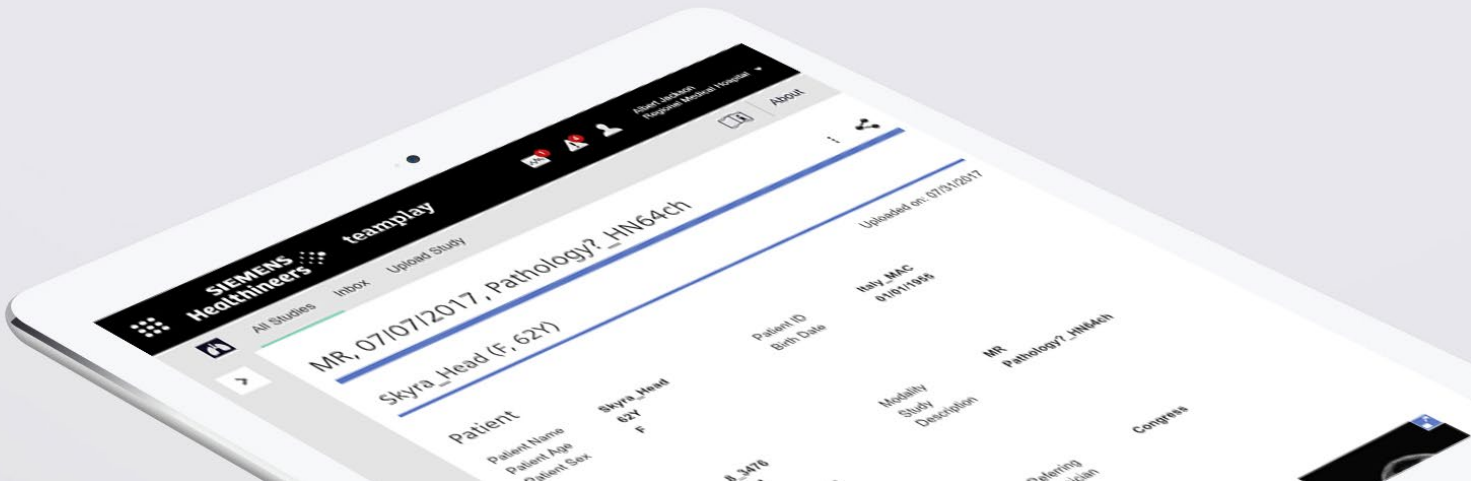 SIEMENS
Healthineers
teamplay
Albert Jackson
Regional Medical Hospital
All Studies
Inbox
Upload Study
About
MR, 07/07/2017, Pathology?_HN64ch
Skyra_Head (F, 62Y)
Uploaded on: 07/31/2017
Patient
Patient Name
Skyra_Head
Patient ID
Italy_MAC
Patient Age
62Y
Birth Date
01/01/1955
Patient Sex
F
Modality
MR
Study
Description
Pathology?_HN64ch
8_3476
Referring
Congress